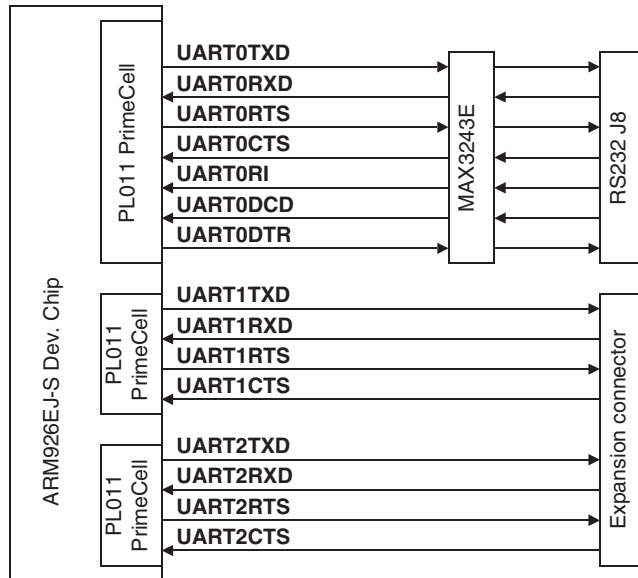 ARM926EJ-S Dev. Chip
PL011 PrimeCell
UART0TXD
UART0RXD
UART0RTS
UART0CTS
UART0RI
UART0DCD
UART0DTR
MAX3243E
RS232 J8
PL011
PrimeCell
UART1TXD
UART1RXD
UART1RTS
UART1CTS
PL011
PrimeCell
UART2TXD
UART2RXD
UART2RTS
UART2CTS
Expansion connector